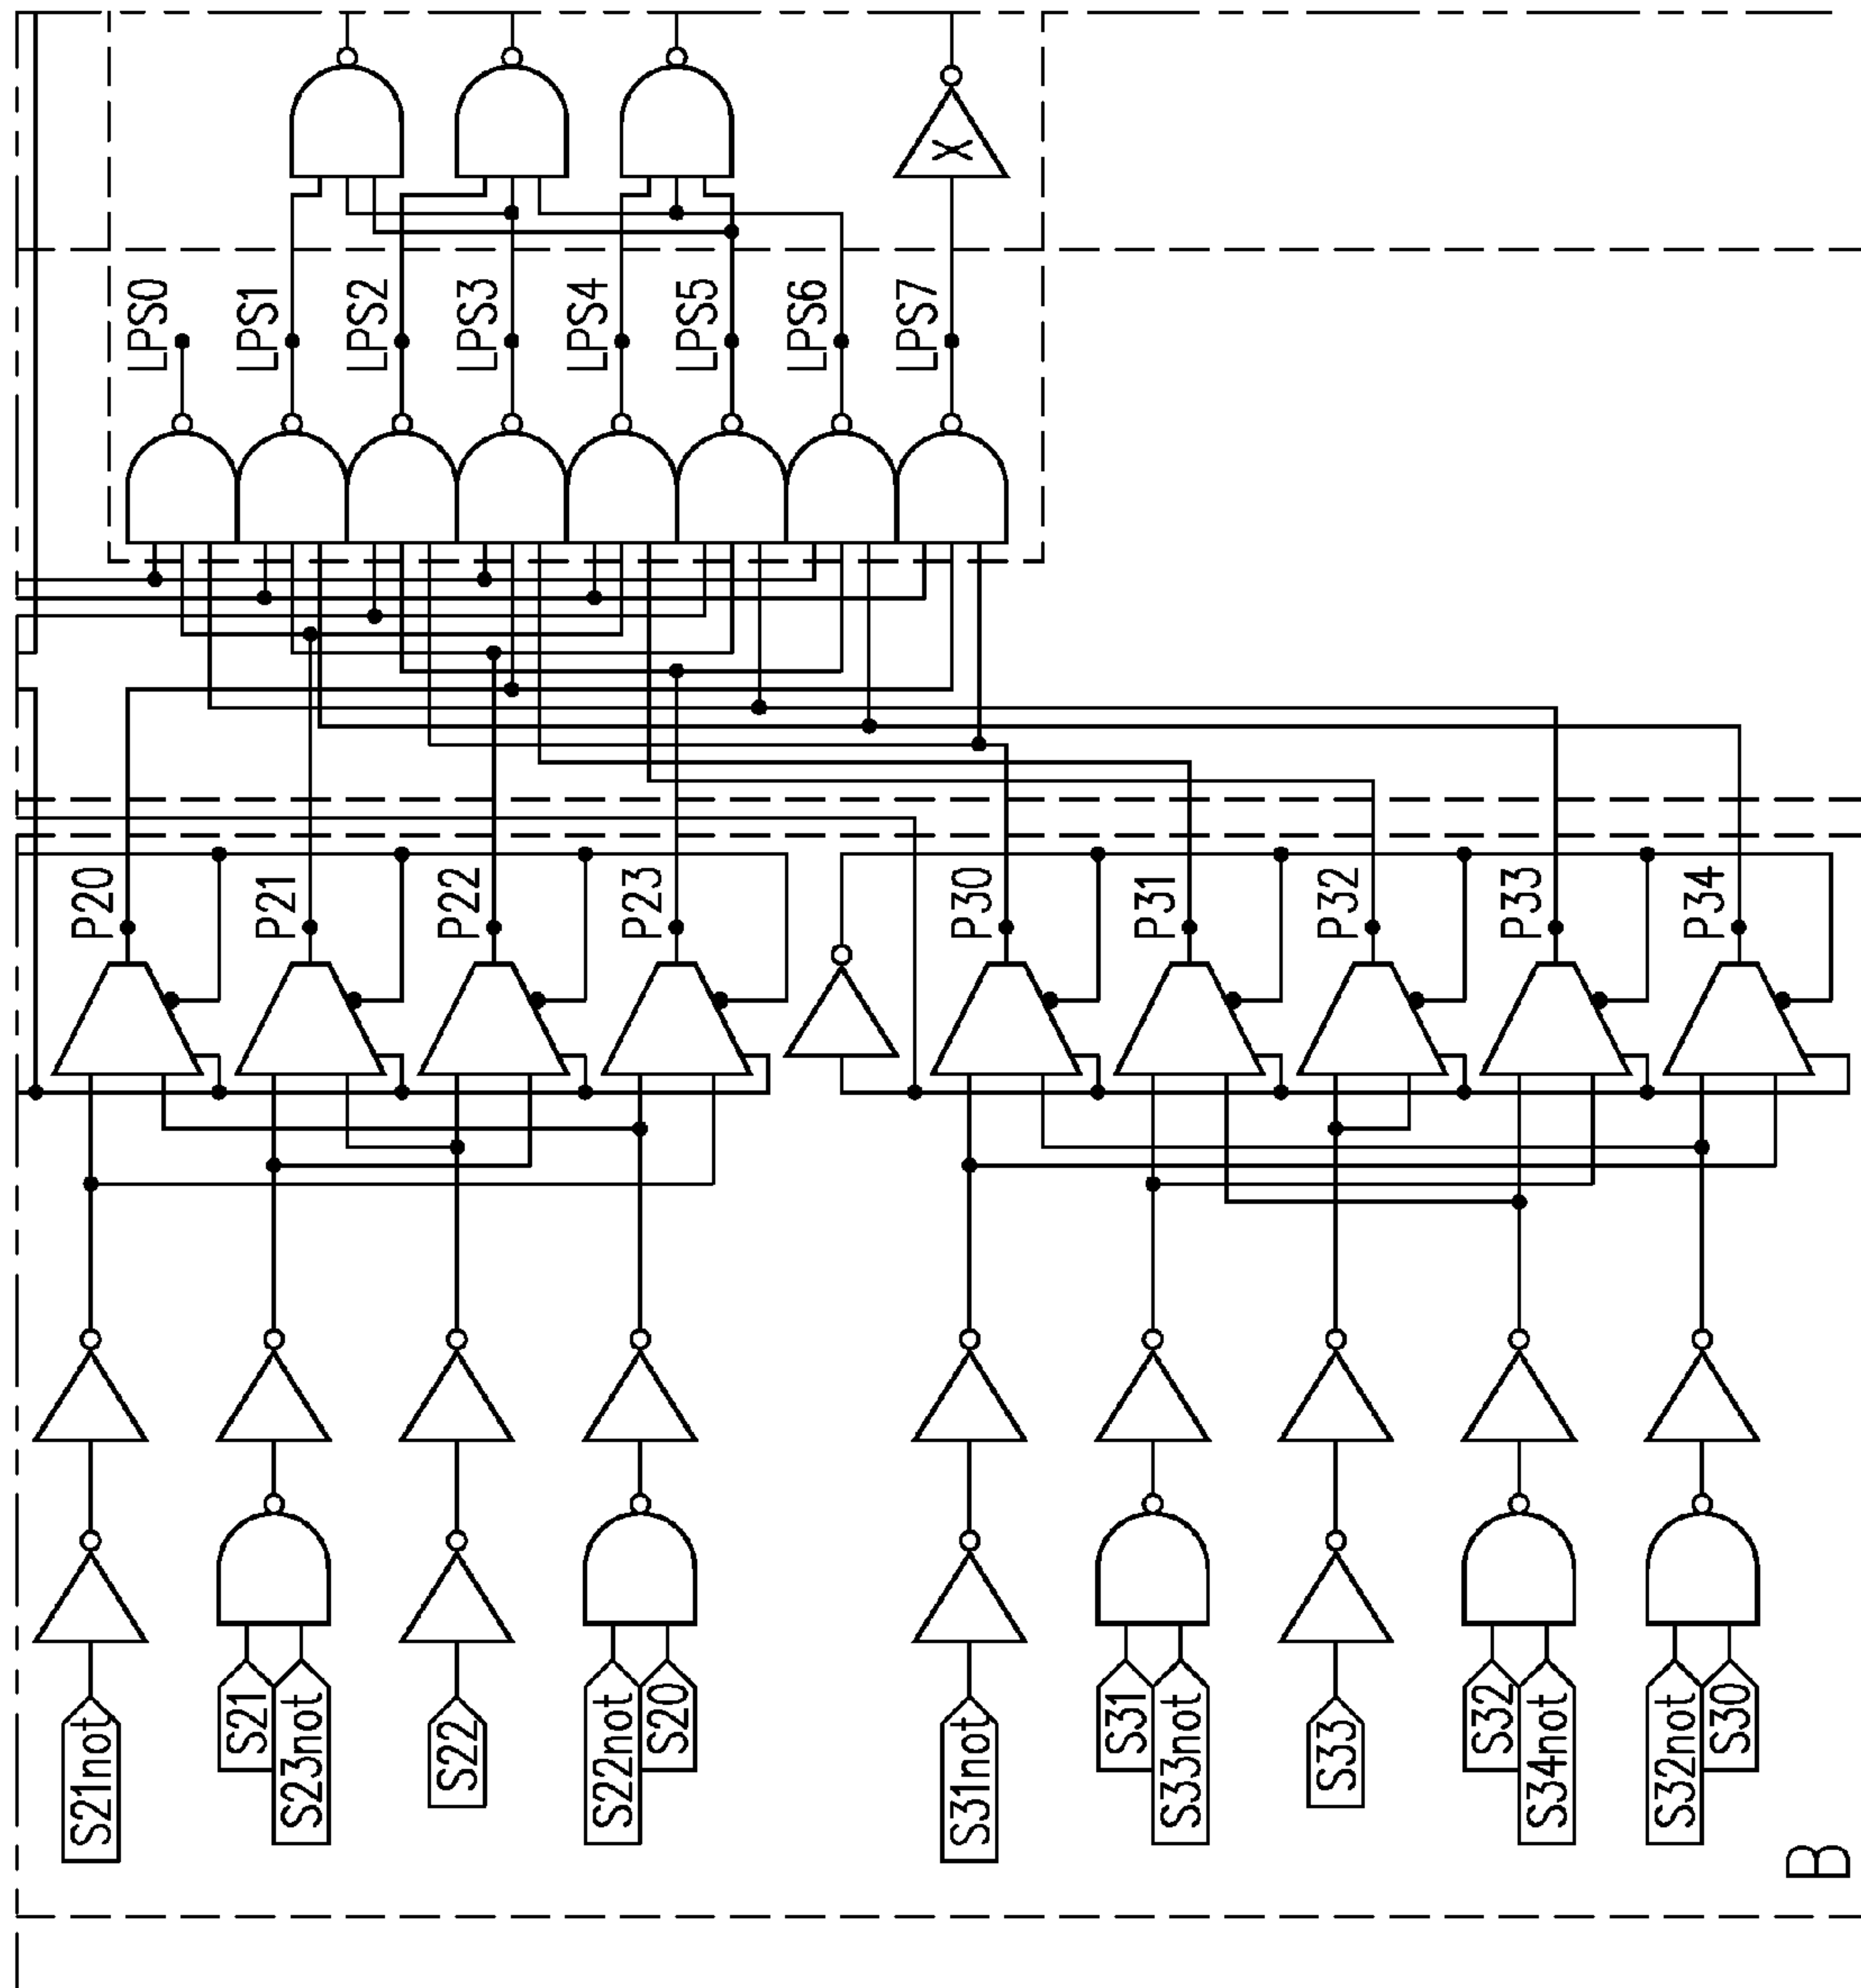 LPS0
LPS1
LPS2
LPS3
LPS4
LPS5
LPS6
LPS7
X
P20
P21
P22
P23
P30
P31
P32
P33
P34
S21not
S21
S23not
S22
S22not
S20
S31not
S31
S33not
S33
S32
S34not
S32not
S30
B